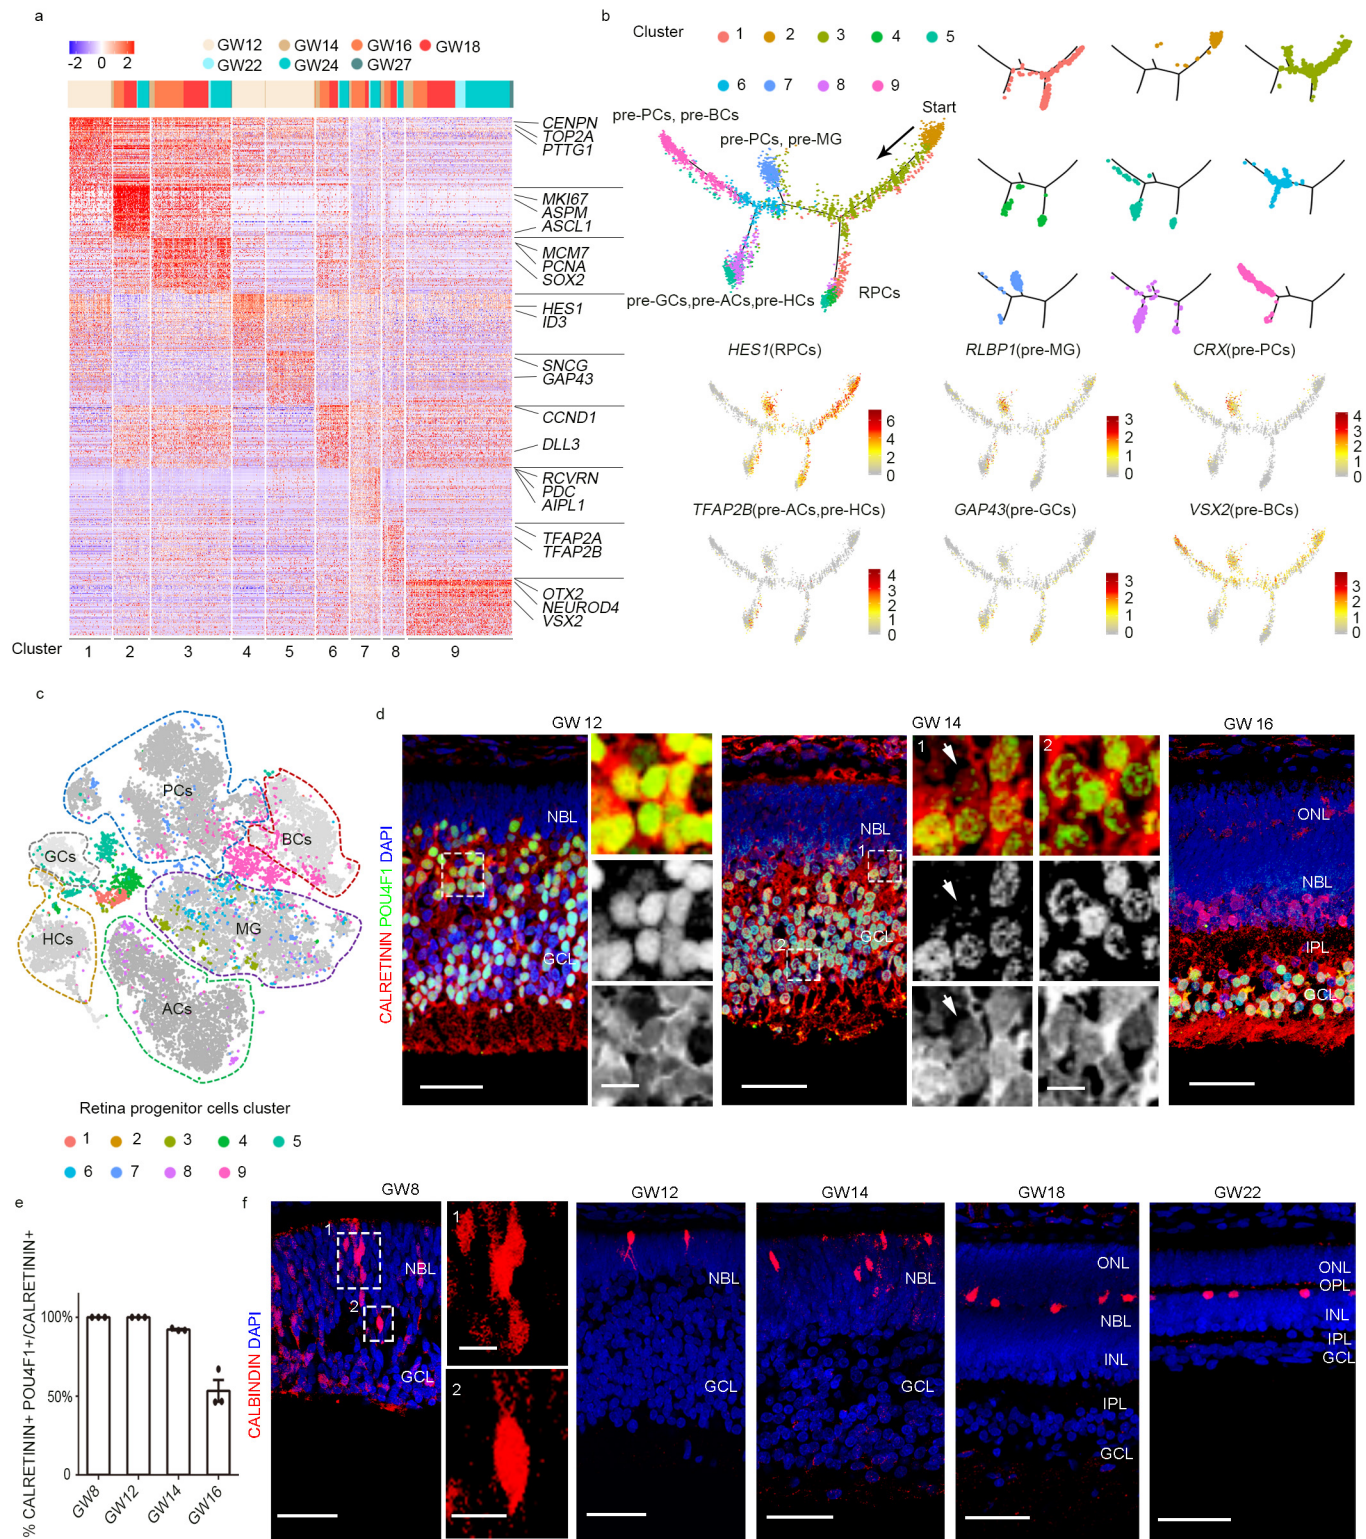 a
-2 0 2
GW12 GW14 GW16 GW18
GW22 GW24 GW27
CENPN
TOP2A
PTTG1
MKI67
ASPM
ASCL1
MCM7
PCNA
SOX2
HES1
ID3
SNCG
GAP43
CCND1
DLL3
RCVRN
PDC
AIPL1
TFAP2A
TFAP2B
OTX2
NEUROD4
VSX2
Cluster 1 2 3 4 5 6 7 8 9
b
Cluster 1 2 3 4 5
6 7 8 9
Start
pre-PCs, pre-BCs
pre-PCs, pre-MG
pre-GCs,pre-ACs,pre-HCs
RPCs
HES1(RPCs)
6
4
2
0
RLBP1(pre-MG)
3
2
1
0
CRX(pre-PCs)
4
3
2
1
0
TFAP2B(pre-ACs,pre-HCs)
4
3
2
1
0
GAP43(pre-GCs)
3
2
1
0
VSX2(pre-BCs)
3
2
1
0
c
PCs
BCs
GCs
MG
HCs
ACs
Retina progenitor cells cluster
1 2 3 4 5
6 7 8 9
d
CALRETININ POU4F1 DAPI
GW 12
NBL
GCL
GW 14
NBL
1
GCL
2
1
2
GW 16
ONL
NBL
IPL
GCL
e
% CALRETININ+ POU4F1+/CALRETININ+
100%
50%
0
GW8
GW12
GW14
GW16
f
CALBINDIN DAPI
GW8
1
NBL
2
GCL
1
2
GW12
NBL
GCL
GW14
NBL
GCL
GW18
ONL
NBL
INL
IPL
GCL
GW22
ONL
OPL
INL
IPL
GCL